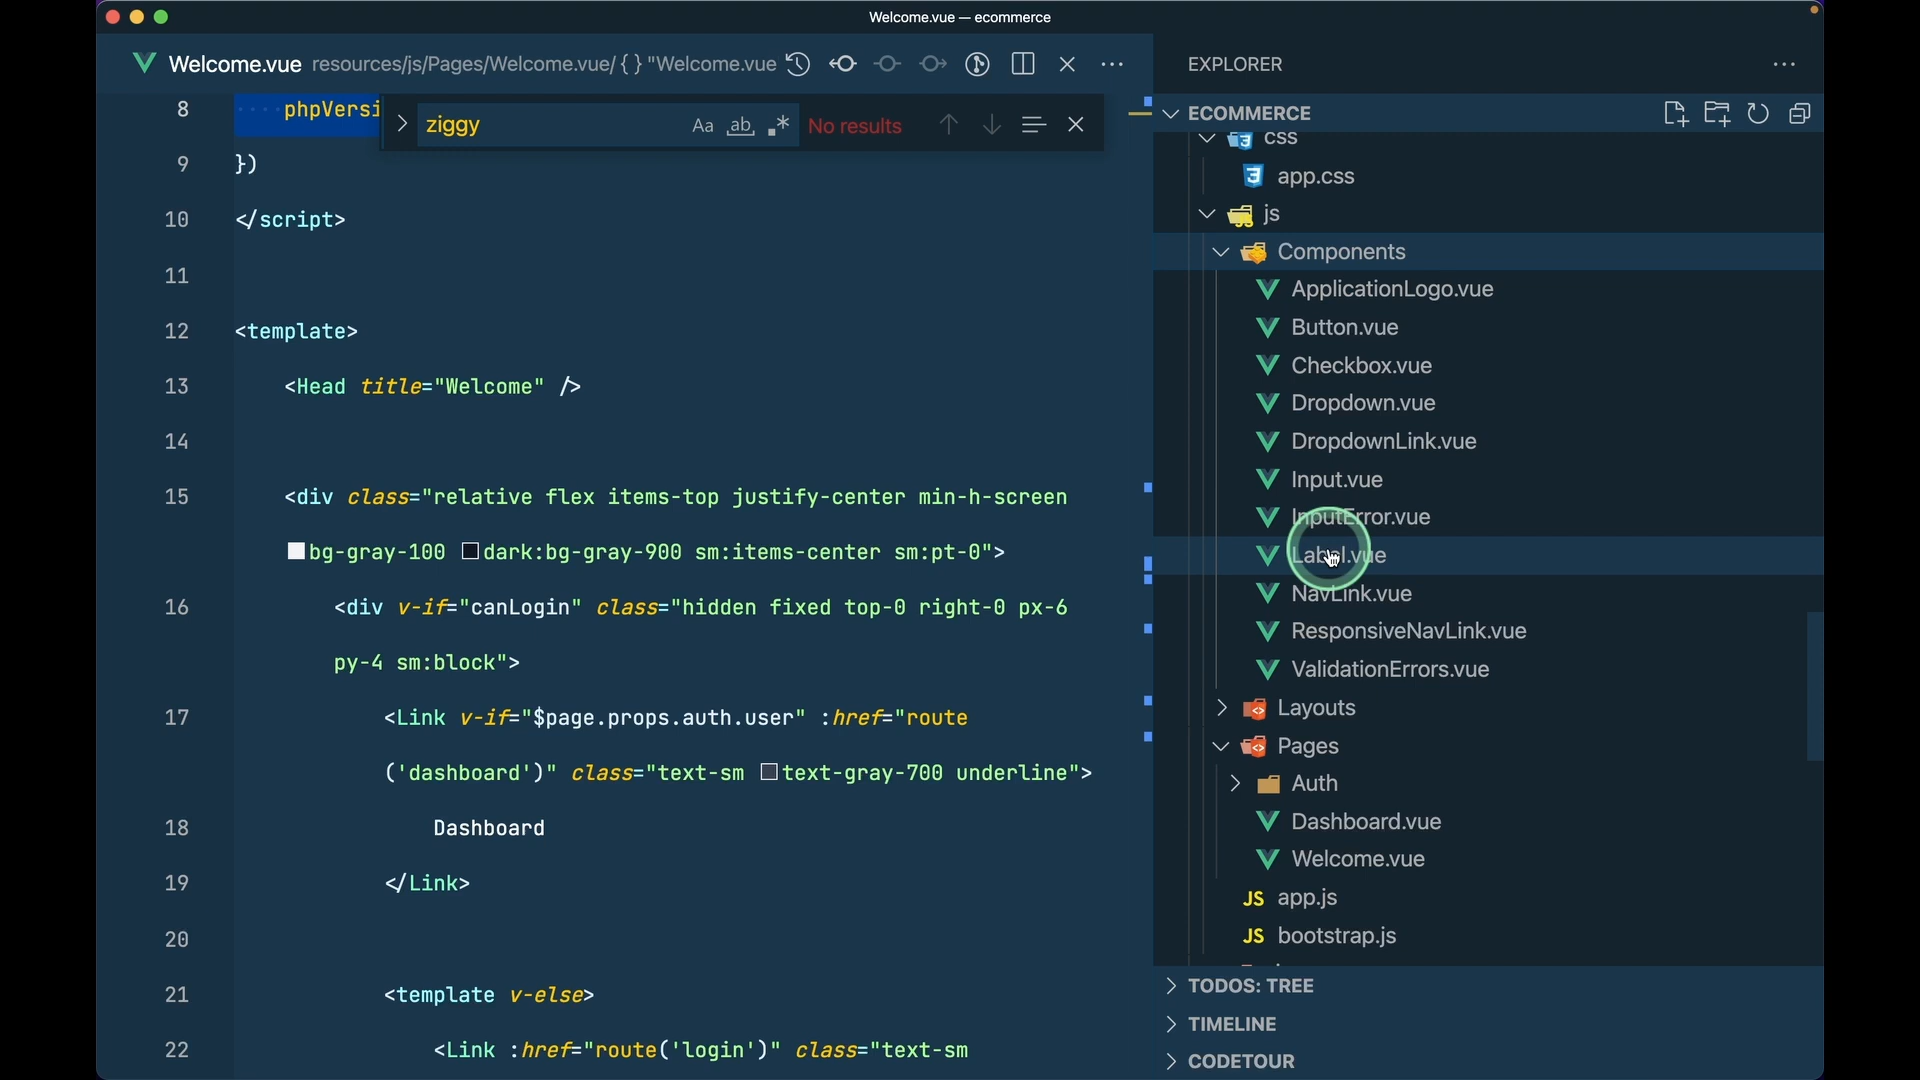 Welcome.vue — ecommerce
Welcome.vue resources/js/Pages/Welcome.vue/{ } "Welcome.vue
8 phpVersi
ziggy Aa ab .* No results
9 })
10 </script>
11
12 <template>
13 <Head title="Welcome" />
14
15 <div class="relative flex items-top justify-center min-h-screen
bg-gray-100 dark:bg-gray-900 sm:items-center sm:pt-0">
16 <div v-if="canLogin" class="hidden fixed top-0 right-0 px-6
py-4 sm:block">
17 <Link v-if="$page.props.auth.user" :href="route
('dashboard')" class="text-sm text-gray-700 underline">
18 Dashboard
19 </Link>
20
21 <template v-else>
22 <Link :href="route('login')" class="text-sm
EXPLORER
ECOMMERCE
css
app.css
js
Components
ApplicationLogo.vue
Button.vue
Checkbox.vue
Dropdown.vue
DropdownLink.vue
Input.vue
InputError.vue
Label.vue
NavLink.vue
ResponsiveNavLink.vue
ValidationErrors.vue
Layouts
Pages
Auth
Dashboard.vue
Welcome.vue
JS app.js
JS bootstrap.js
TODOS: TREE
TIMELINE
CODETOUR